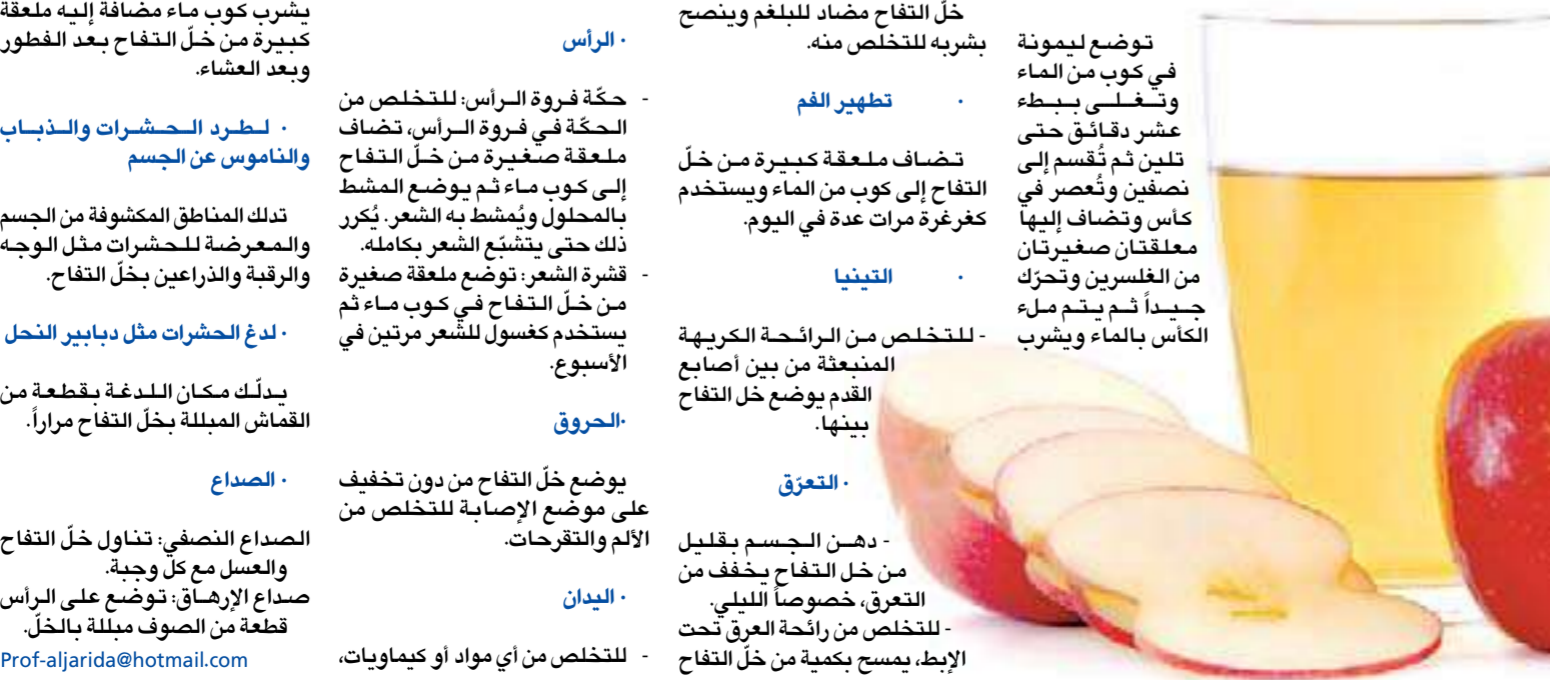 توضع ليمونة
في كوب من الماء
وتغلى ببطء
عشر دقائق حتى
تلين ثم تُقسم إلى
نصفين وتُعصر في
كأس وتضاف إليها
معلقتان صغيرتان
من الغلسرين وتحرّك
جيداً ثم يتم ملء
الكأس بالماء ويشرب
خلّ التفاح مضاد للبلغم وينصح
بشربه للتخلص منه.
· تطهير الفم
تضاف ملعقة كبيرة من خلّ
التفاح إلى كوب من الماء ويستخدم
كغرغرة مرات عدة في اليوم.
· التينيا
- للتخلص من الرائحة الكريهة
المنبعثة من بين أصابع
القدم يوضع خل التفاح
بينها.
· التعرّق
- دهن الجسم بقليل
من خل التفاح يخفف من
التعرق، خصوصاً الليلي.
- للتخلص من رائحة العرق تحت
الإبط، يمسح بكمية من خلّ التفاح
· الرأس
- حكّة فروة الرأس: للتخلص من
الحكّة في فروة الرأس، تضاف
ملعقة صغيرة من خلّ التفاح
إلى كوب ماء ثم يوضع المشط
بالمحلول ويُمشط به الشعر. يُكرر
ذلك حتى يتشبّع الشعر بكامله.
- قشرة الشعر: توضع ملعقة صغيرة
من خلّ التفاح في كوب ماء ثم
يستخدم كغسول للشعر مرتين في
الأسبوع.
·الحروق
يوضع خلّ التفاح من دون تخفيف
على موضع الإصابة للتخلص من
الألم والتقرحات.
· اليدان
- للتخلص من أي مواد أو كيماويات،
يشرب كوب ماء مضافة إليه ملعقة
كبيرة من خلّ التفاح بعد الفطور
وبعد العشاء.
· لطرد الحشرات والذباب
والناموس عن الجسم
تدلك المناطق المكشوفة من الجسم
والمعرضة للحشرات مثل الوجه
والرقبة والذراعين بخلّ التفاح.
· لدغ الحشرات مثل دبابير النحل
يدلّك مكان اللدغة بقطعة من
القماش المبللة بخلّ التفاح مراراً.
· الصداع
الصداع النصفي: تناول خلّ التفاح
والعسل مع كل وجبة.
صداع الإرهاق: توضع على الرأس
قطعة من الصوف مبللة بالخلّ.
Prof-aljarida@hotmail.com